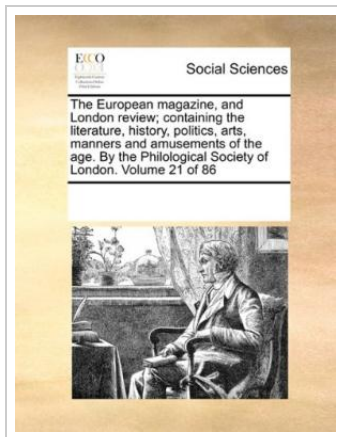 ECCO
Social Sciences
The European magazine, and
London review; containing the
literature, history, politics, arts,
manners and amusements of the
age. By the Philological Society of
London. Volume 21 of 86